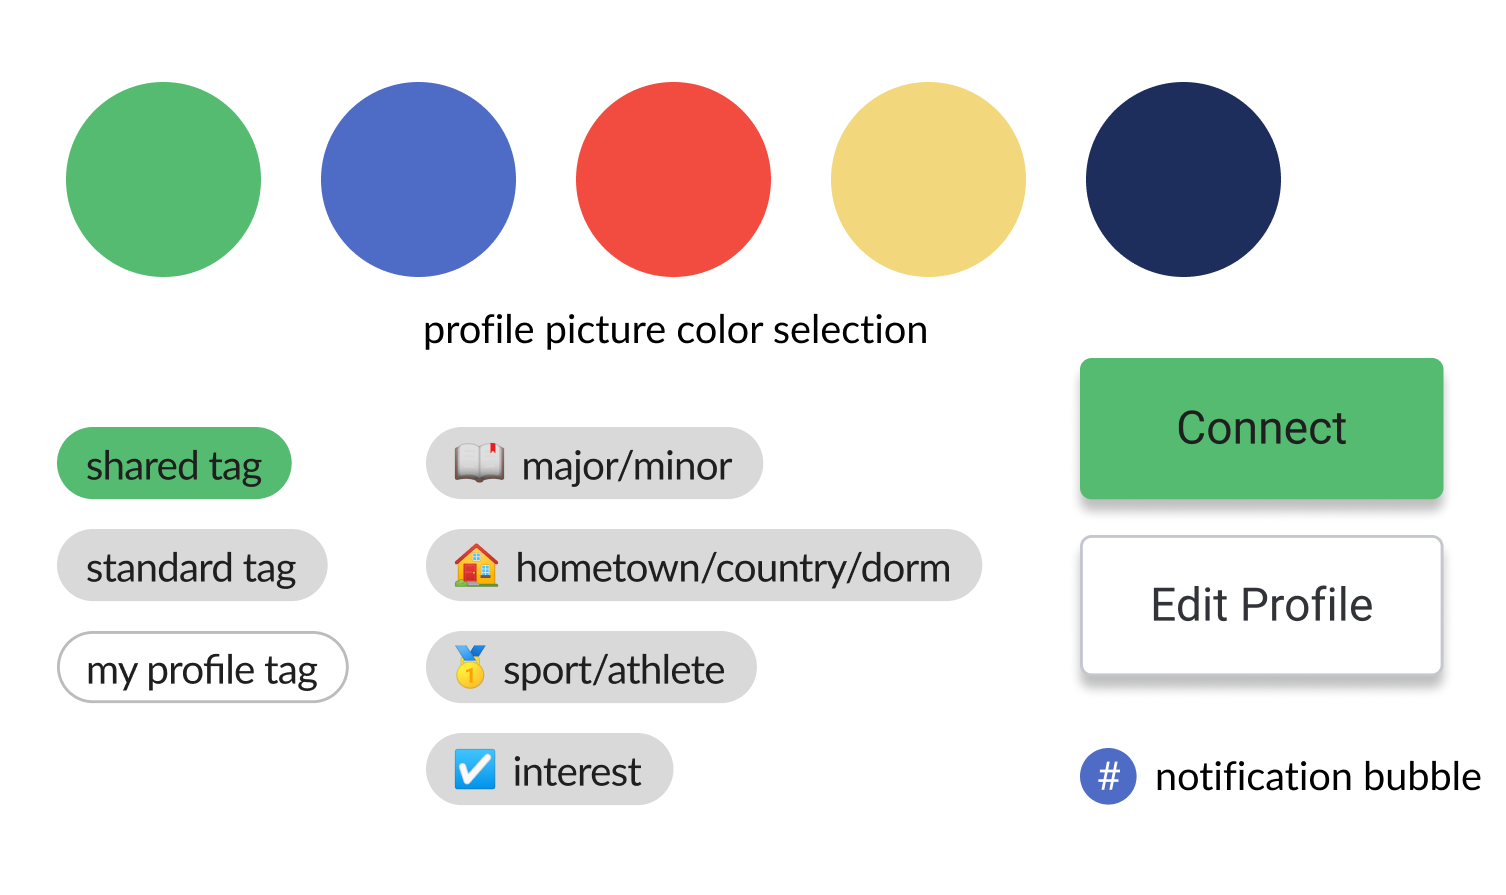 profile picture color selection
shared tag
standard tag
my profile tag
major/minor
hometown/country/dorm
1
sport/athlete
interest
Connect
Edit Profile
# notification bubble